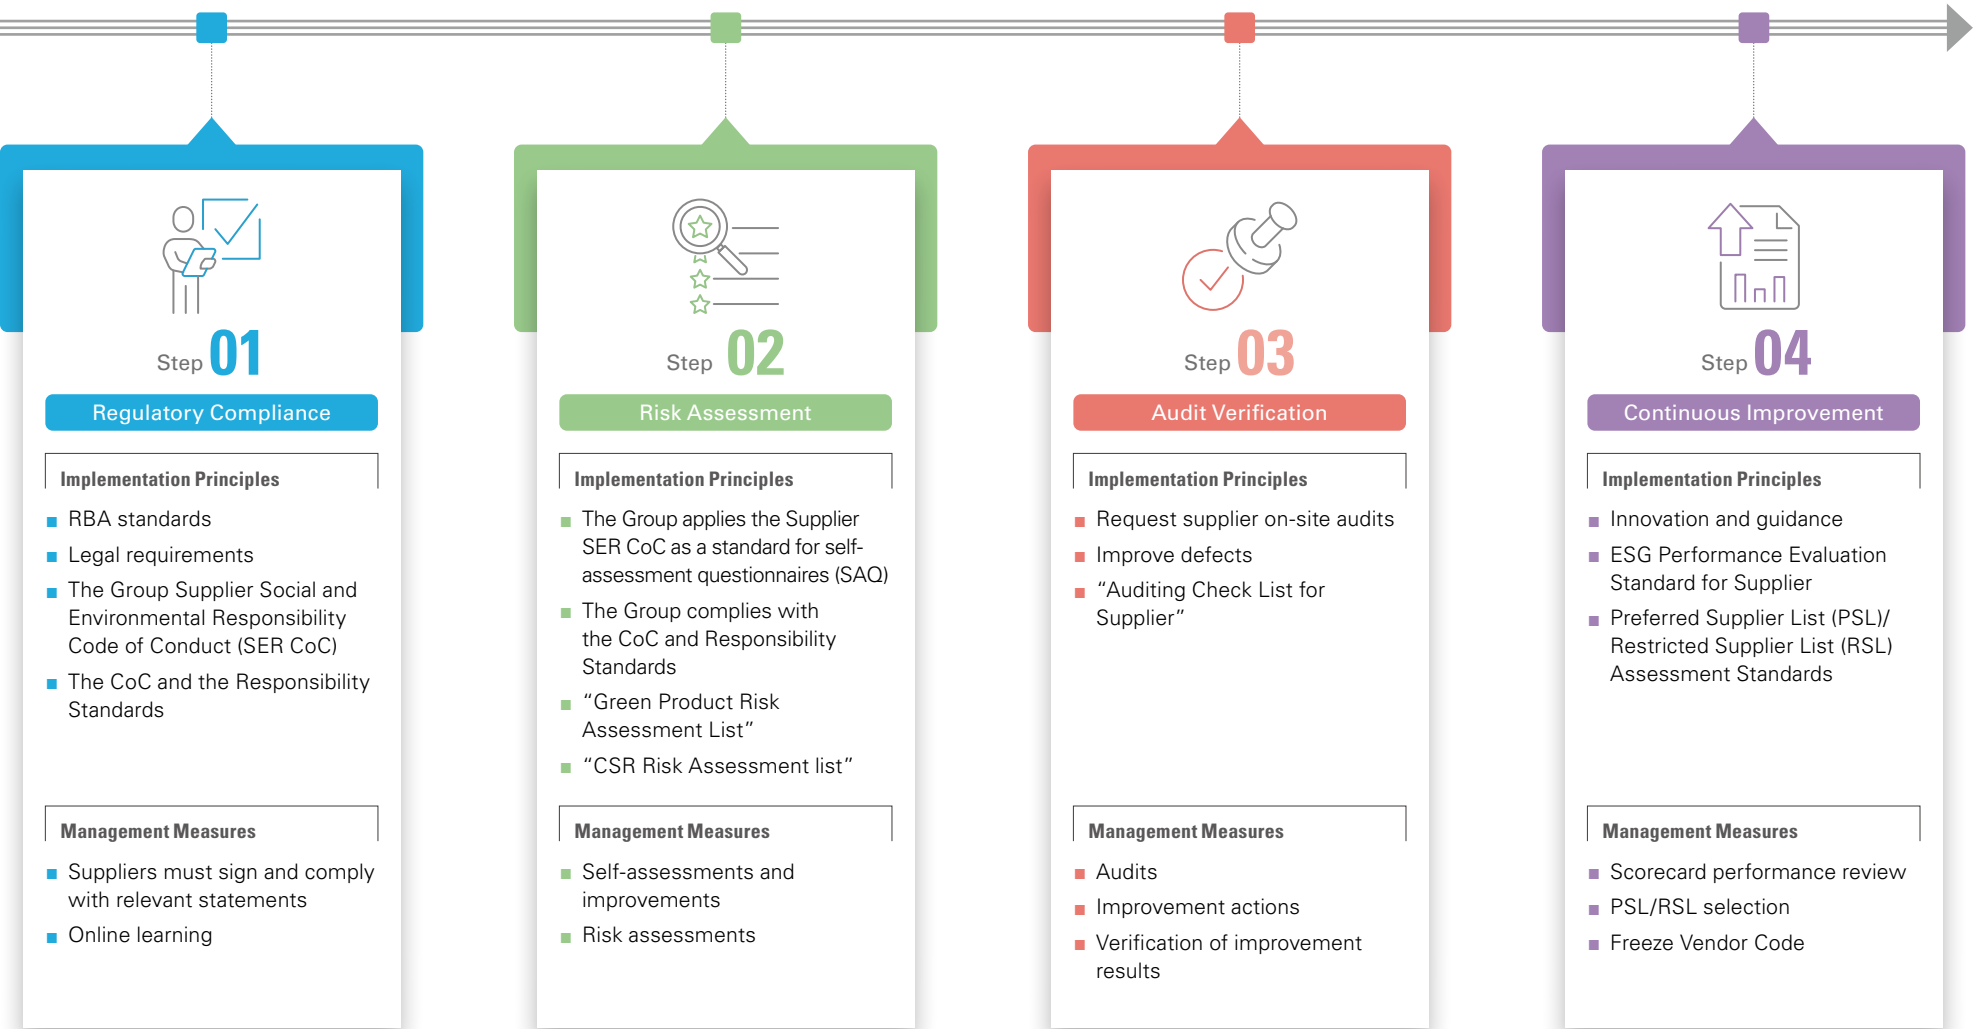 Step 01
Regulatory Compliance
Implementation Principles
RBA standards
Legal requirements
The Group Supplier Social and
Environmental Responsibility
Code of Conduct (SER CoC)
The CoC and the Responsibility
Standards
Management Measures
Suppliers must sign and comply
with relevant statements
Online learning
Step 02
Risk Assessment
Implementation Principles
The Group applies the Supplier
SER CoC as a standard for self-
assessment questionnaires (SAQ)
The Group complies with
the CoC and Responsibility
Standards
“Green Product Risk
Assessment List”
“CSR Risk Assessment list”
Management Measures
Self-assessments and
improvements
Risk assessments
Step 03
Audit Verification
Implementation Principles
Request supplier on-site audits
Improve defects
“Auditing Check List for
Supplier”
Management Measures
Audits
Improvement actions
Verification of improvement
results
Step 04
Continuous Improvement
Implementation Principles
Innovation and guidance
ESG Performance Evaluation
Standard for Supplier
Preferred Supplier List (PSL)/
Restricted Supplier List (RSL)
Assessment Standards
Management Measures
Scorecard performance review
PSL/RSL selection
Freeze Vendor Code